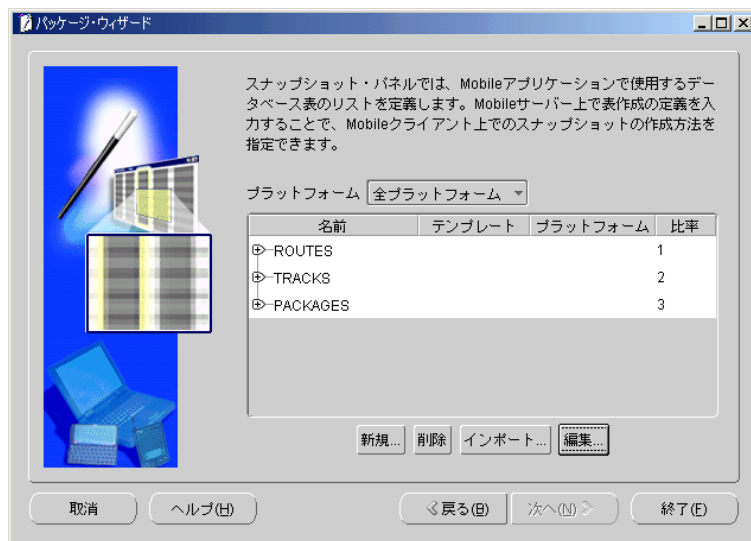 パッケージ・ウィザード
スナップショット・パネルでは、Mobileアプリケーションで使用するデー
タベース表のリストを定義します。Mobileサーバー上で表作成の定義を入
力することで、Mobileクライアント上でのスナップショットの作成方法を
指定できます。
プラットフォーム 全プラットフォーム
名前 テンプレート プラットフォーム 比率
ROUTES 1
TRACKS 2
PACKAGES 3
新規... 削除 インポート... 編集...
取消 ヘルプ(H) 戻る(B) 次へ(N) 終了(F)